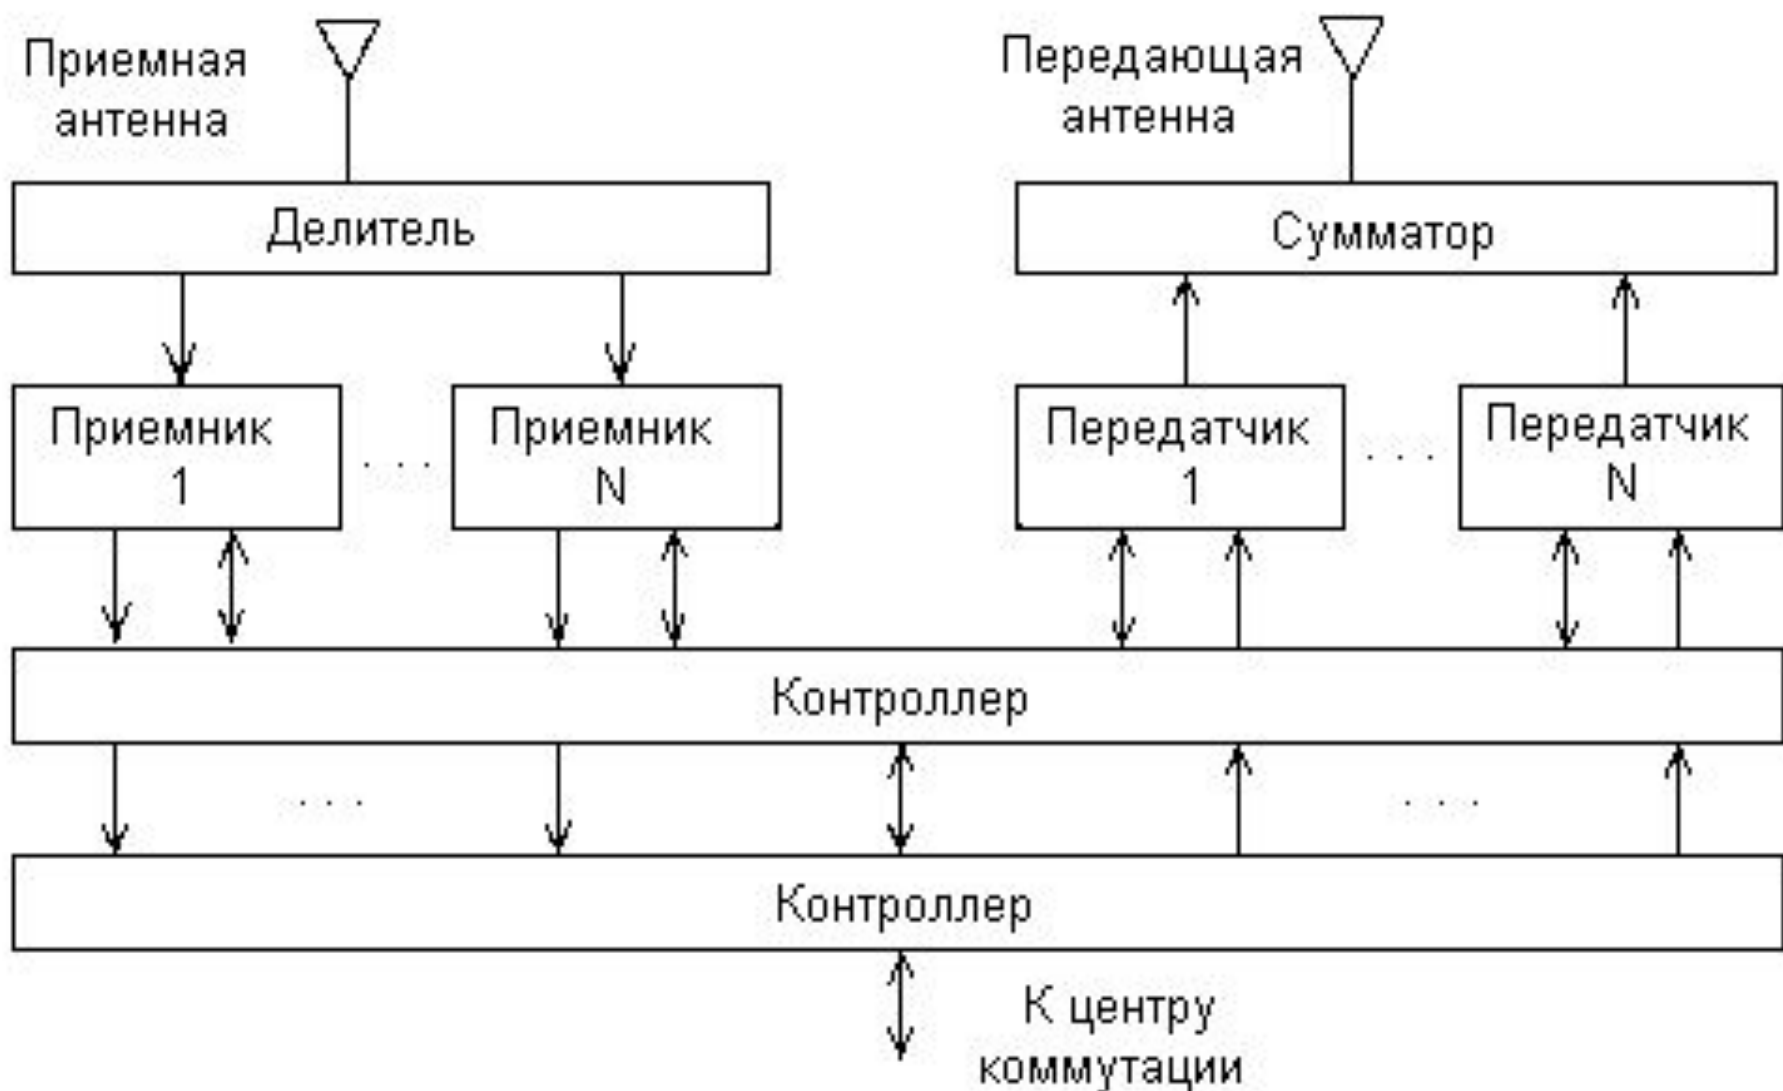 Приемная
антенна
Передающая
антенна
Делитель
Сумматор
Приемник
1
. . .
Приемник
N
Передатчик
1
. . .
Передатчик
N
Контроллер
. . .
. . .
Контроллер
К центру
коммутации